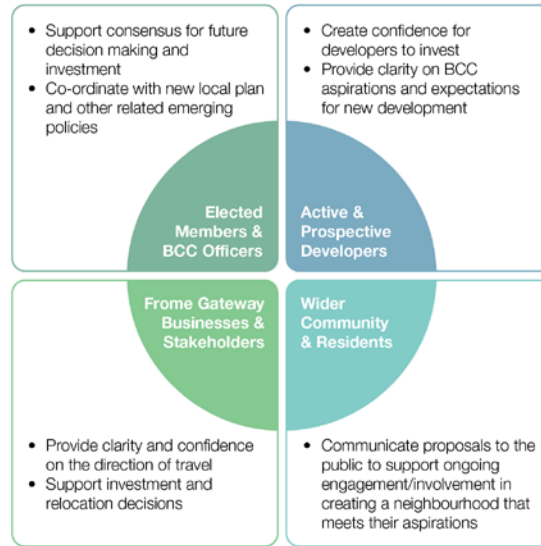 • Support consensus for future
decision making and
investment
• Co-ordinate with new local plan
and other related emerging
policies
• Create confidence for
developers to invest
• Provide clarity on BCC
aspirations and expectations
for new development
Elected
Members &
BCC Officers
Active &
Prospective
Developers
Frome Gateway
Businesses &
Stakeholders
Wider
Community
& Residents
• Provide clarity and confidence
on the direction of travel
• Support investment and
relocation decisions
• Communicate proposals to the
public to support ongoing
engagement/involvement in
creating a neighbourhood that
meets their aspirations